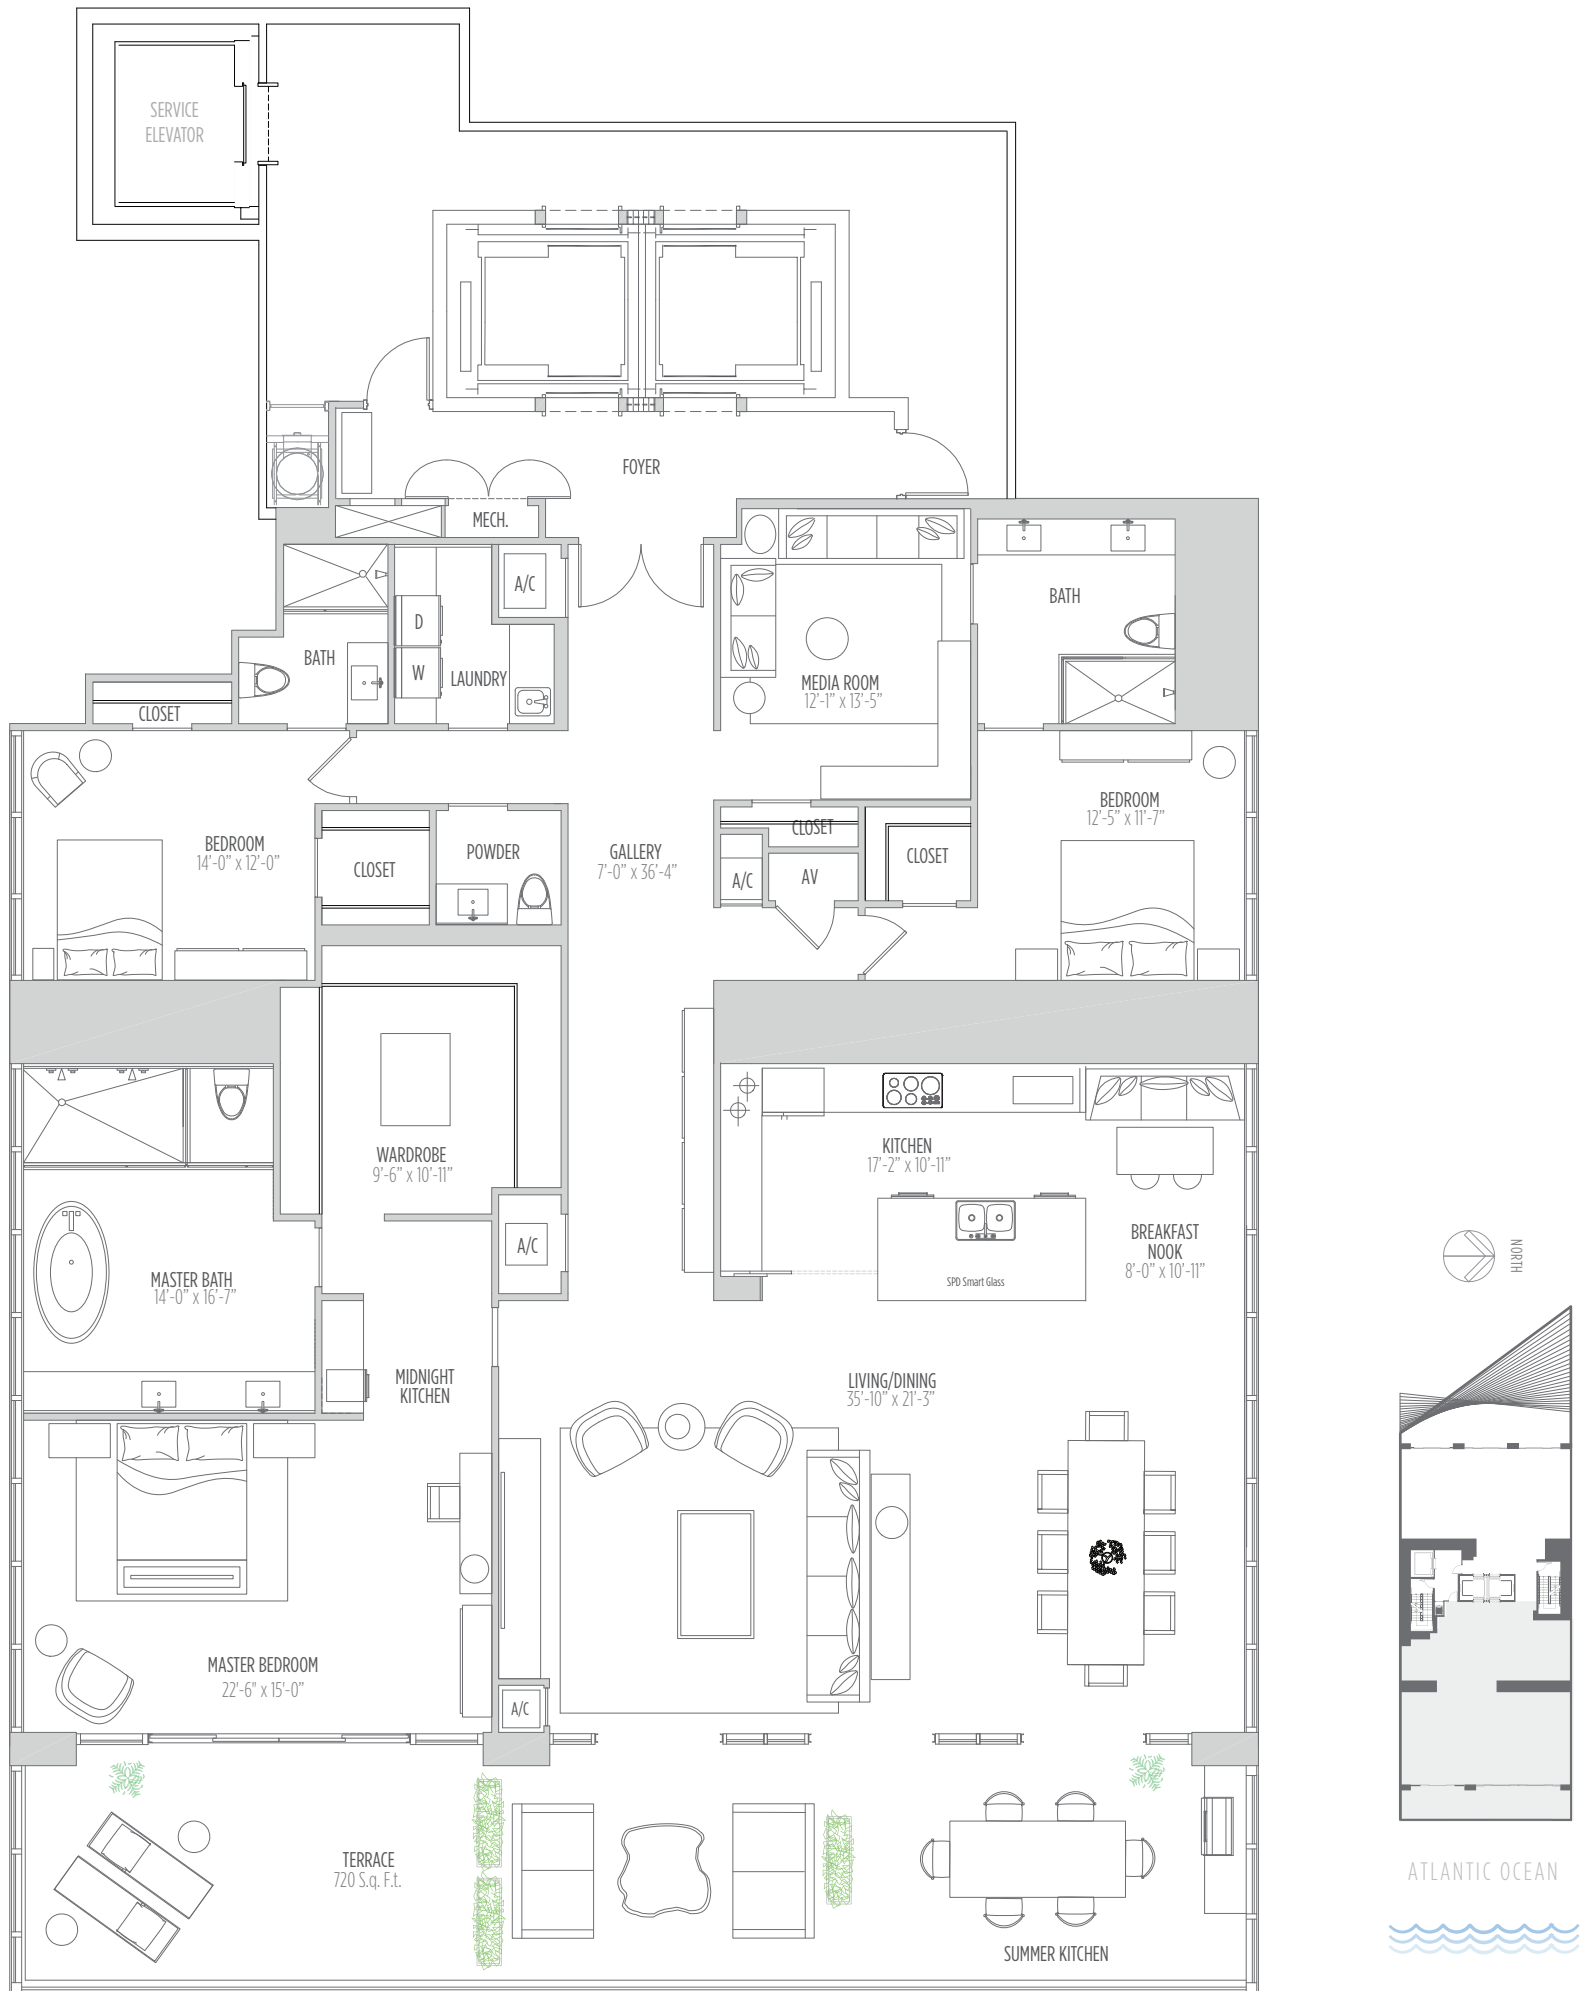 SERVICE
ELEVATOR
FOYER
MECH.
A/C
D
W
LAUNDRY
BATH
CLOSET
BATH
MEDIA ROOM
12'-1" x 13'-5"
BEDROOM
14'-0" x 12'-0"
CLOSET
POWDER
GALLERY
7'-0" x 36'-4"
CLOSET
A/C
AV
CLOSET
BEDROOM
12'-5" x 11'-7"
WARDROBE
9'-6" x 10'-11"
KITCHEN
17'-2" x 10'-11"
BREAKFAST
NOOK
8'-0" x 10'-11"
A/C
SPD Smart Glass
MASTER BATH
14'-0" x 16'-7"
MIDNIGHT
KITCHEN
LIVING/DINING
35'-10" x 21'-3"
MASTER BEDROOM
22'-6" x 15'-0"
A/C
TERRACE
720 S.q. F.t.
SUMMER KITCHEN
NORTH
ATLANTIC OCEAN